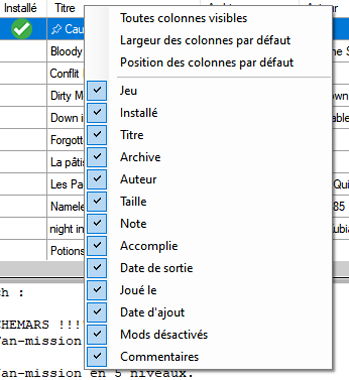 Installé Titre
Toutes colonnes visibles
Largeur des colonnes par défaut
Position des colonnes par défaut
Jeu
Installé
Titre
Archive
Auteur
Taille
Note
Accomplie
Date de sortie
Joué le
Date d'ajout
Mods désactivés
Commentaires
Cau
Bloody
Conflit
Dirty M
Down i
Forgott
La pâtis
Les Pa
Namele
night in
Potions
ch :
CHEMARS !!!
an-mission
an-mission en 5 niveaux.